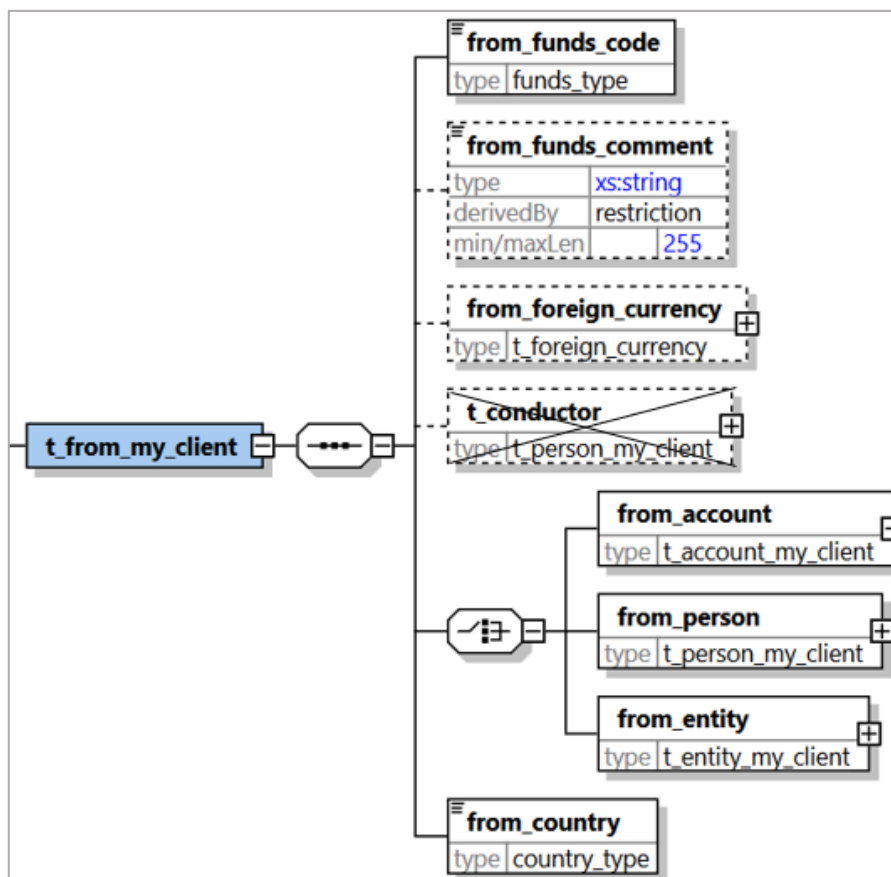 from_funds_code
type funds_type
from_funds_comment
type xs:string
derivedBy restriction
min/maxLen 255
from_foreign_currency
type t_foreign_currency
t_conductor
type t_person_my_client
t_from_my_client
from_account
type t_account_my_client
from_person
type t_person_my_client
from_entity
type t_entity_my_client
from_country
type country_type